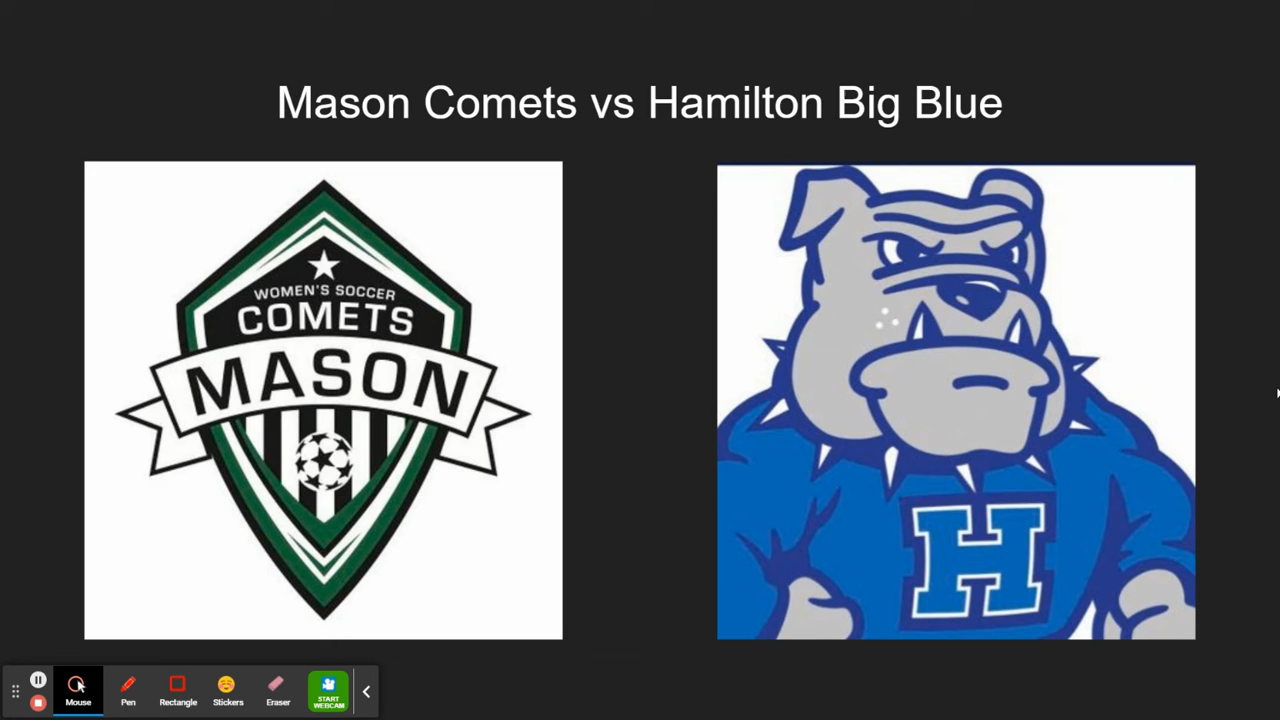 Mason Comets vs Hamilton Big Blue
WOMEN'S SOCCER
COMETS
MASON
H
Mouse
Pen
Rectangle
Stickers
Eraser
START
WEBCAM